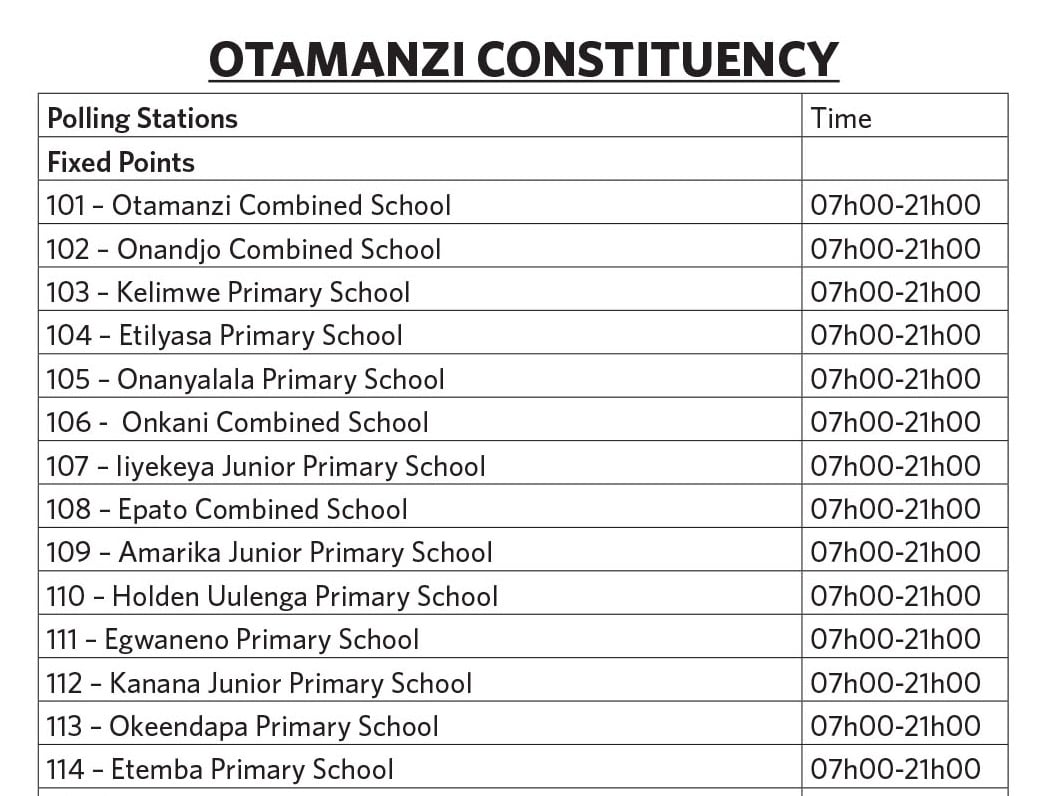 OTAMANZI CONSTITUENCY
Polling Stations Time
Fixed Points
101 – Otamanzi Combined School 07h00-21h00
102 – Onandjo Combined School 07h00-21h00
103 – Kelimwe Primary School 07h00-21h00
104 – Etilyasa Primary School 07h00-21h00
105 – Onanyalala Primary School 07h00-21h00
106 -  Onkani Combined School 07h00-21h00
107 – Iiyekeya Junior Primary School 07h00-21h00
108 – Epato Combined School 07h00-21h00
109 – Amarika Junior Primary School 07h00-21h00
110 – Holden Uulenga Primary School 07h00-21h00
111 – Egwaneno Primary School 07h00-21h00
112 – Kanana Junior Primary School 07h00-21h00
113 – Okeendapa Primary School 07h00-21h00
114 – Etemba Primary School 07h00-21h00